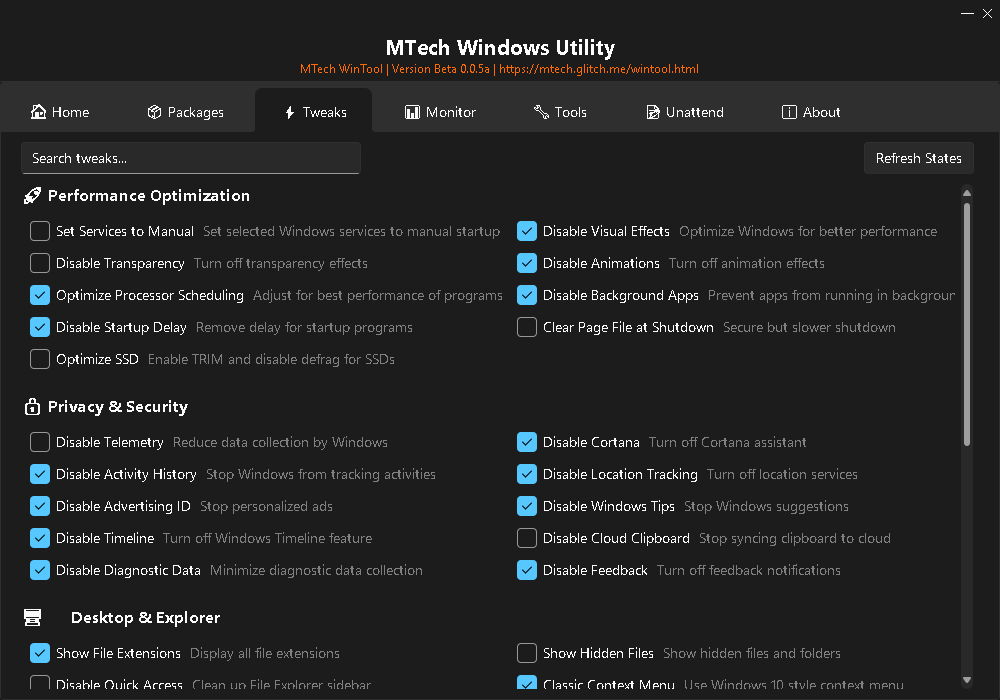 MTech Windows Utility
MTech WinTool | Version Beta 0.0.5a | https://mtech.glitch.me/wintool.html
Home Packages Tweaks Monitor Tools Unattend About
Search tweaks... Refresh States
Performance Optimization
Set Services to Manual Set selected Windows services to manual startup Disable Visual Effects Optimize Windows for better performance
Disable Transparency Turn off transparency effects Disable Animations Turn off animation effects
Optimize Processor Scheduling Adjust for best performance of programs Disable Background Apps Prevent apps from running in backgroun
Disable Startup Delay Remove delay for startup programs Clear Page File at Shutdown Secure but slower shutdown
Optimize SSD Enable TRIM and disable defrag for SSDs
Privacy & Security
Disable Telemetry Reduce data collection by Windows Disable Cortana Turn off Cortana assistant
Disable Activity History Stop Windows from tracking activities Disable Location Tracking Turn off location services
Disable Advertising ID Stop personalized ads Disable Windows Tips Stop Windows suggestions
Disable Timeline Turn off Windows Timeline feature Disable Cloud Clipboard Stop syncing clipboard to cloud
Disable Diagnostic Data Minimize diagnostic data collection Disable Feedback Turn off feedback notifications
Desktop & Explorer
Show File Extensions Display all file extensions Show Hidden Files Show hidden files and folders
Disable Quick Access Clean up File Explorer sidebar Classic Context Menu Use Windows 10 style context menu